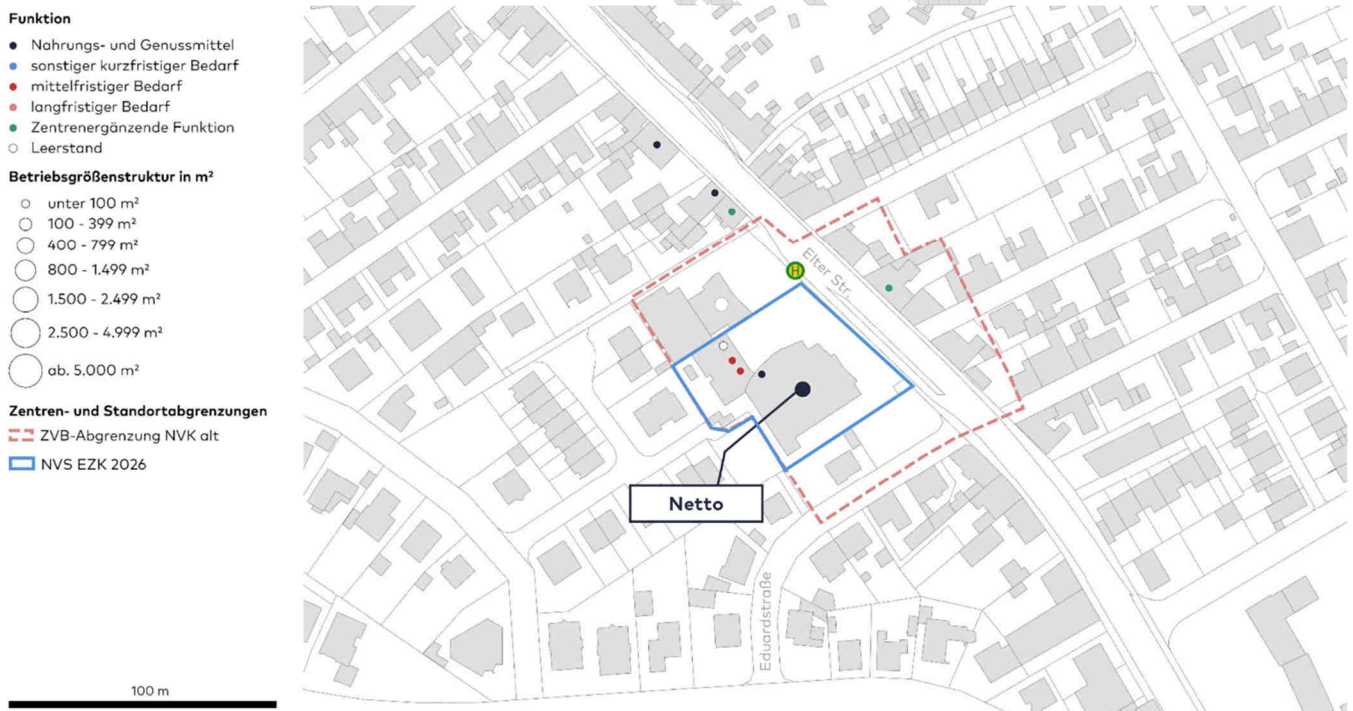 Funktion
Nahrungs- und Genussmittel
sonstiger kurzfristiger Bedarf
mittelfristiger Bedarf
langfristiger Bedarf
Zentrenergänzende Funktion
Leerstand
Betriebsgrößenstruktur in m²
unter 100 m²
100 - 399 m²
400 - 799 m²
800 - 1.499 m²
1.500 - 2.499 m²
2.500 - 4.999 m²
ab. 5.000 m²
Zentren- und Standortabgrenzungen
ZVB-Abgrenzung NVK alt
NVS EZK 2026
100 m
H
Elter Str.
Netto
Eduardstraße